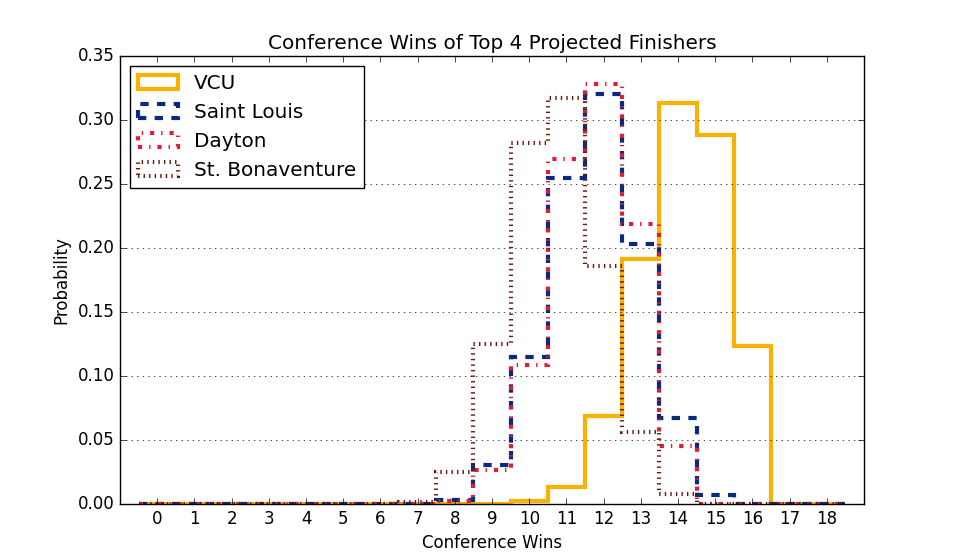 Conference Wins of Top 4 Projected Finishers
0.35
0.30
0.25
0.20
0.15
0.10
0.05
0.00
Probability
VCU
Saint Louis
Dayton
St. Bonaventure
0 1 2 3 4 5 6 7 8 9 10 11 12 13 14 15 16 17 18
Conference Wins